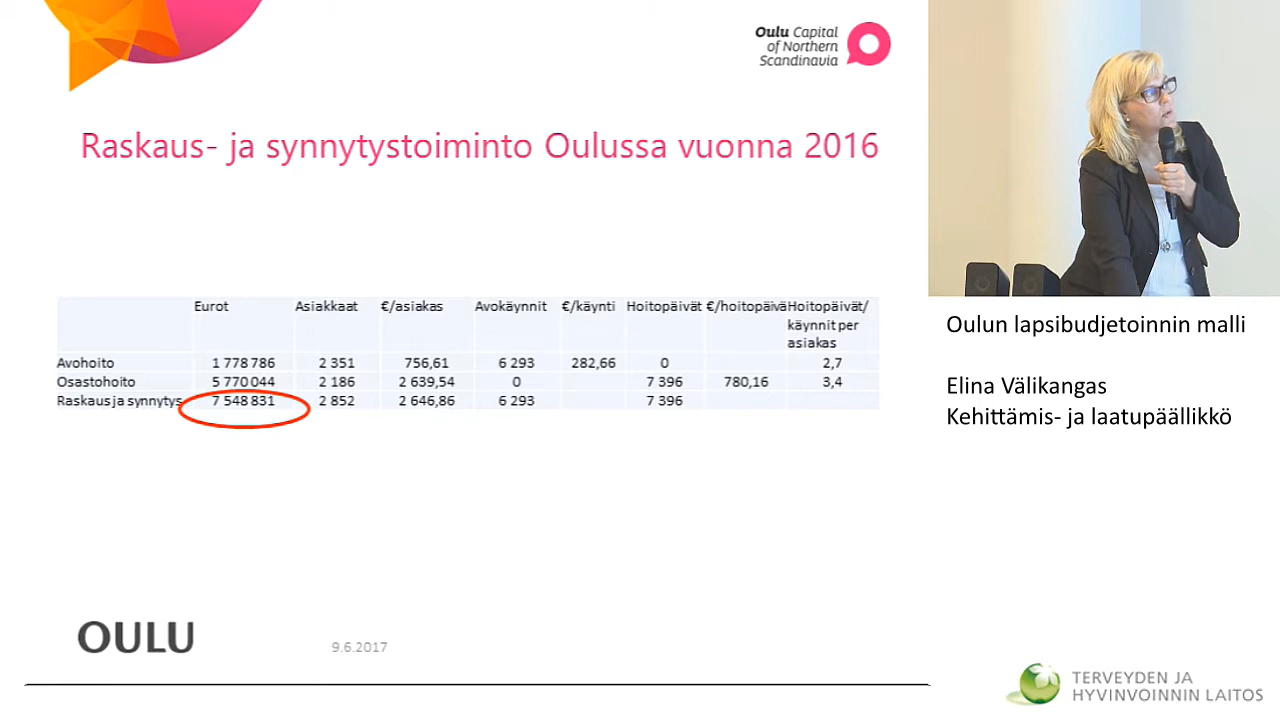 Oulu Capital
of Northern
Scandinavia
Raskaus- ja synnytystoiminto Oulussa vuonna 2016
Eurot Asiakkaat €/asiakas Avokäynnit €/käynti Hoitopäivät €/hoitopäivä Hoitopäivät/
käynnit per
asiakas
Avohoito 1 778 786 2 351 756,61 6 293 282,66 0 2,7
Osastohoito 5 770 044 2 186 2 639,54 0 7 396 780,16 3,4
Raskaus ja synnytys 7 548 831 2 852 2 646,86 6 293 7 396
OULU
9.6.2017
Oulun lapsibudjetoinnin malli
Elina Välikangas
Kehittämis- ja laatupäällikkö
TERVEYDEN JA
HYVINVOINNIN LAITOS